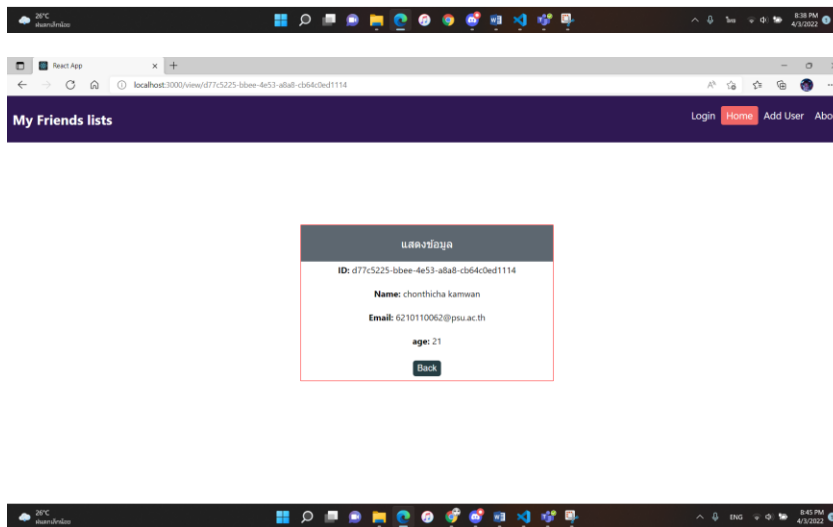 26°C
8:38 PM
4/3/2022
React App
localhost:3000/view/d77c5225-bbee-4e53-a8a8-cb64c0ed1114
My Friends lists
Login Home Add User Abo
แสดงข้อมูล
ID: d77c5225-bbee-4e53-a8a8-cb64c0ed1114
Name: chonthicha kamwan
Email: 6210110062@psu.ac.th
age: 21
Back
26°C
ENG
8:45 PM
4/3/2022